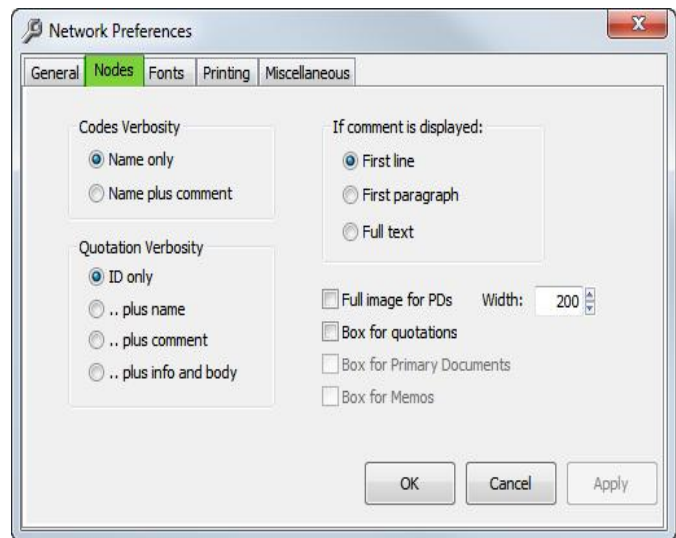 Network Preferences
General Nodes Fonts Printing Miscellaneous
Codes Verbosity
Name only
Name plus comment
Quotation Verbosity
ID only
.. plus name
.. plus comment
.. plus info and body
If comment is displayed:
First line
First paragraph
Full text
Full image for PDs Width: 200
Box for quotations
Box for Primary Documents
Box for Memos
OK Cancel Apply